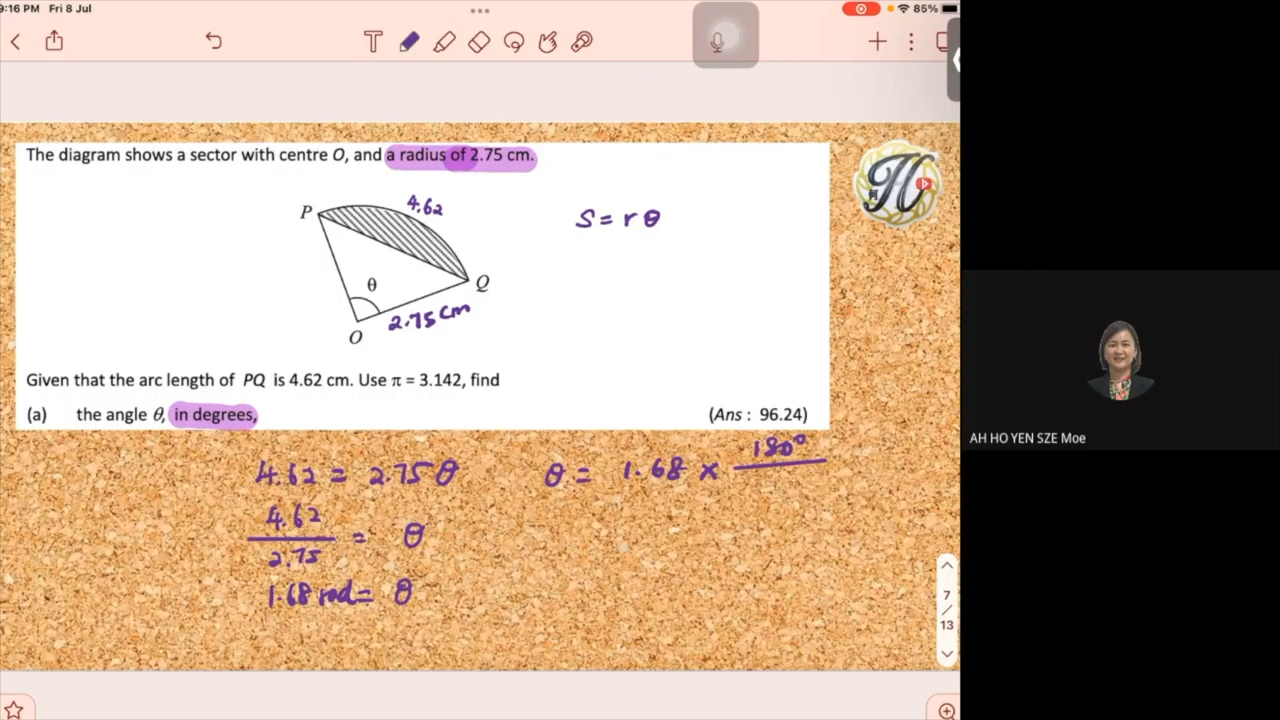 9:16 PM Fri 8 Jul
85%
The diagram shows a sector with centre O, and a radius of 2.75 cm.
P
4.62
S = r θ
θ
Q
2.75 cm
O
Given that the arc length of PQ is 4.62 cm. Use π = 3.142, find
(a) the angle θ, in degrees, (Ans : 96.24)
4.62 = 2.75 θ
θ = 1.68 × 180°
4.62
2.75
= θ
1.68 rad = θ
7
/
13
AH HO YEN SZE Moe